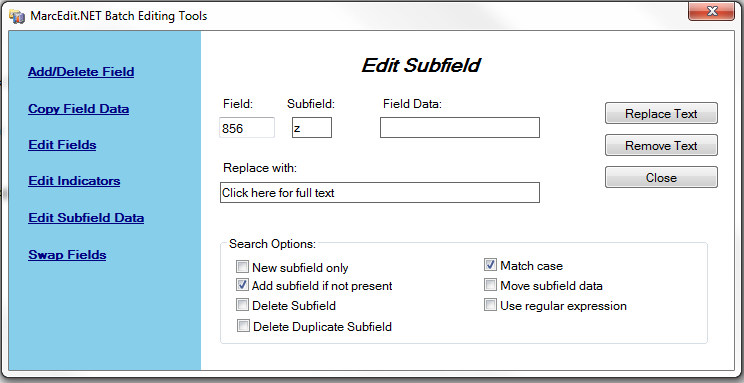 MarcEdit.NET Batch Editing Tools
Add/Delete Field
Copy Field Data
Edit Fields
Edit Indicators
Edit Subfield Data
Swap Fields
Edit Subfield
Field: Subfield: Field Data:
856 z
Replace with:
Click here for full text
Replace Text
Remove Text
Close
Search Options:
New subfield only
Add subfield if not present
Delete Subfield
Delete Duplicate Subfield
Match case
Move subfield data
Use regular expression